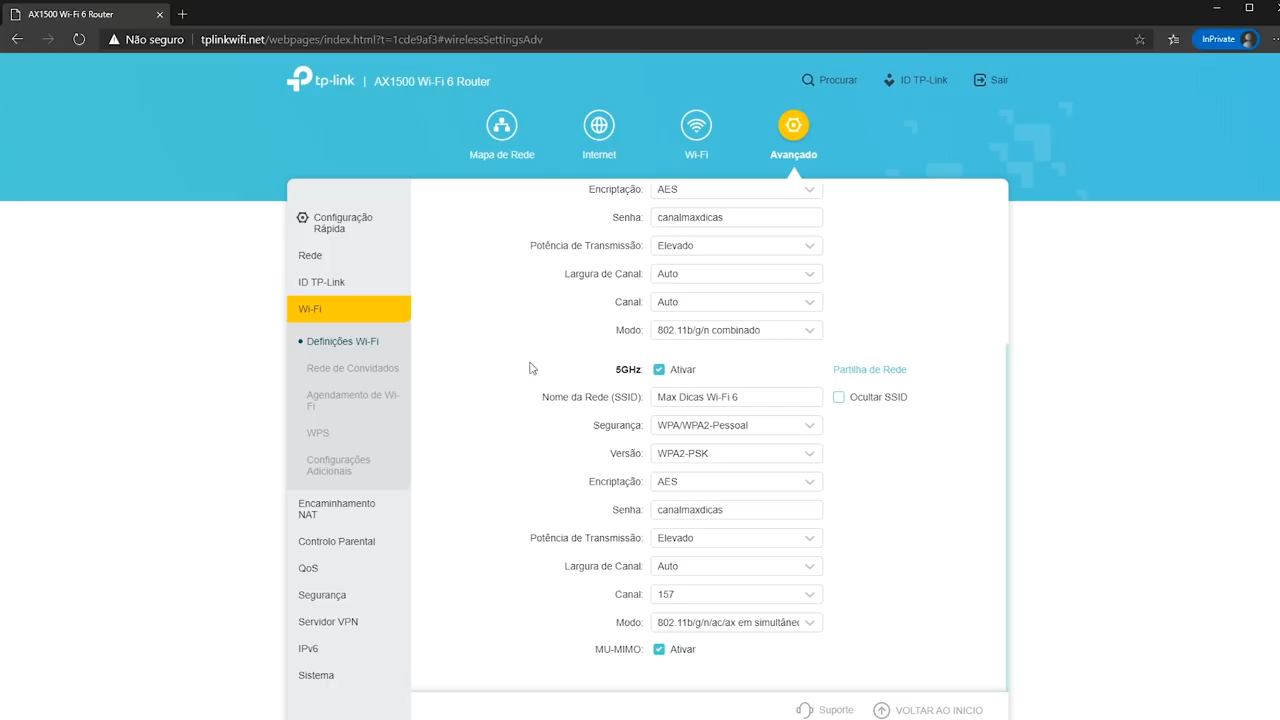 AX1500 Wi-Fi 6 Router
Não seguro
tplinkwifi.net/webpages/index.html?t=1cde9af3#wirelessSettingsAdv
InPrivate
tp-link | AX1500 Wi-Fi 6 Router
Procurar
ID TP-Link
Sair
Mapa de Rede
Internet
Wi-Fi
Avançado
Configuração
Rápida
Rede
ID TP-Link
Wi-Fi
Definições Wi-Fi
Rede de Convidados
Agendamento de Wi-
Fi
WPS
Configurações
Adicionais
Encaminhamento
NAT
Controlo Parental
QoS
Segurança
Servidor VPN
IPv6
Sistema
Encriptação: AES
Senha: canalmaxdicas
Potência de Transmissão: Elevado
Largura de Canal: Auto
Canal: Auto
Modo: 802.11b/g/n combinado
5GHz: Ativar Partilha de Rede
Nome da Rede (SSID): Max Dicas Wi-Fi 6 Ocultar SSID
Segurança: WPA/WPA2-Pessoal
Versão: WPA2-PSK
Encriptação: AES
Senha: canalmaxdicas
Potência de Transmissão: Elevado
Largura de Canal: Auto
Canal: 157
Modo: 802.11b/g/n/ac/ax em simultânec
MU-MIMO: Ativar
Suporte
VOLTAR AO INICIO